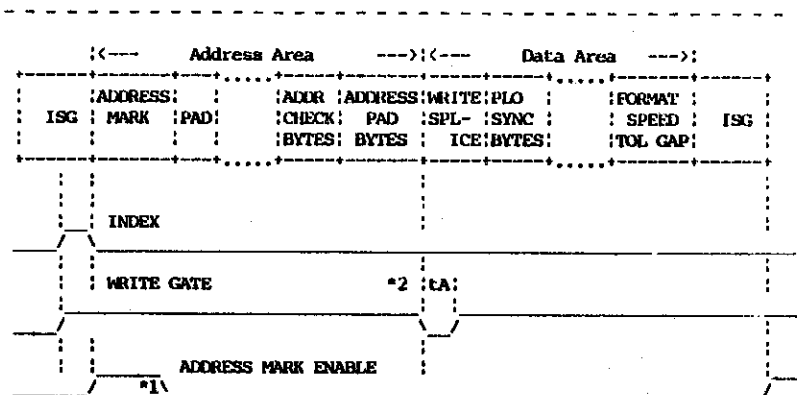 <--- Address Area --->:<--- Data Area --->
ADDRESS ADDR ADDRESS WRITE PLO FORMAT
ISG MARK PAD CHECK PAD SPL- SYNC SPEED ISG
BYTES BYTES ICE BYTES TOL GAP
INDEX
WRITE GATE *2 tA
ADDRESS MARK ENABLE
*1